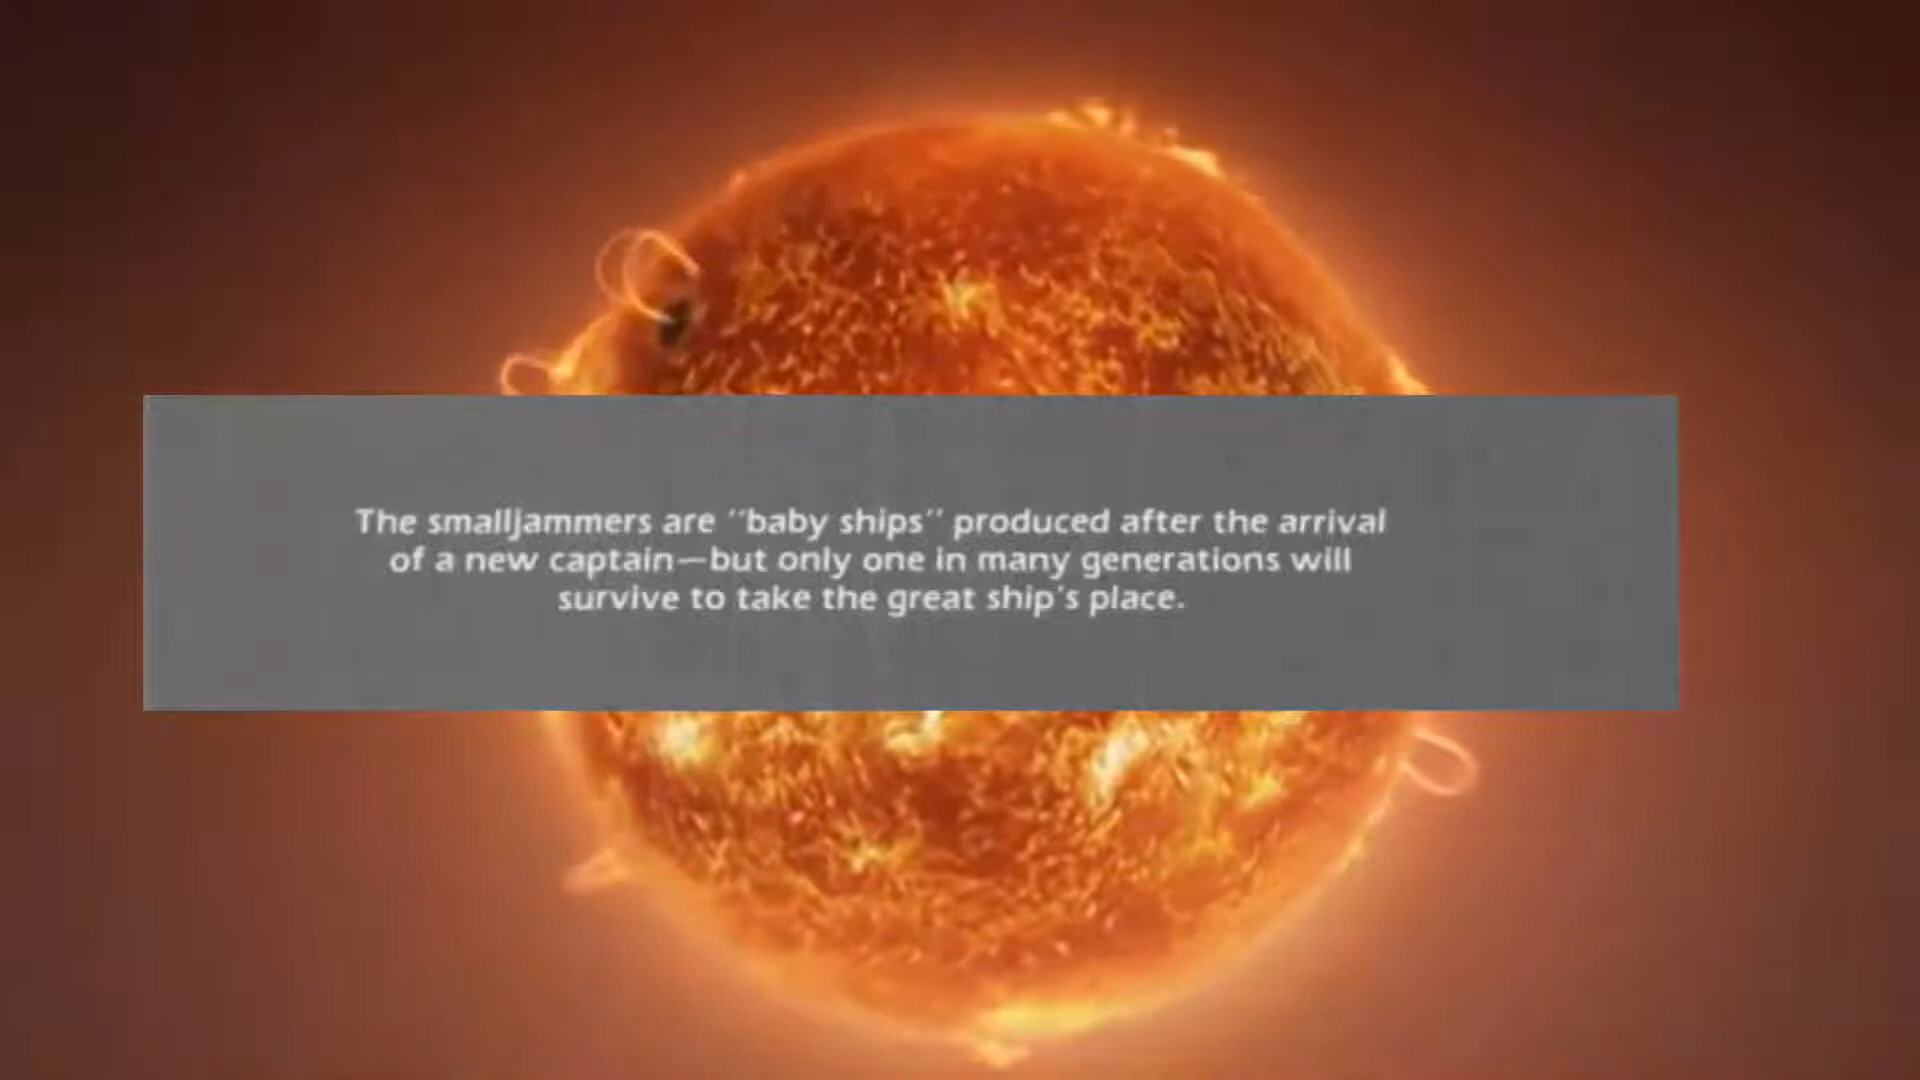 The smalljammers are "baby ships" produced after the arrival
of a new captain—but only one in many generations will
survive to take the great ship's place.